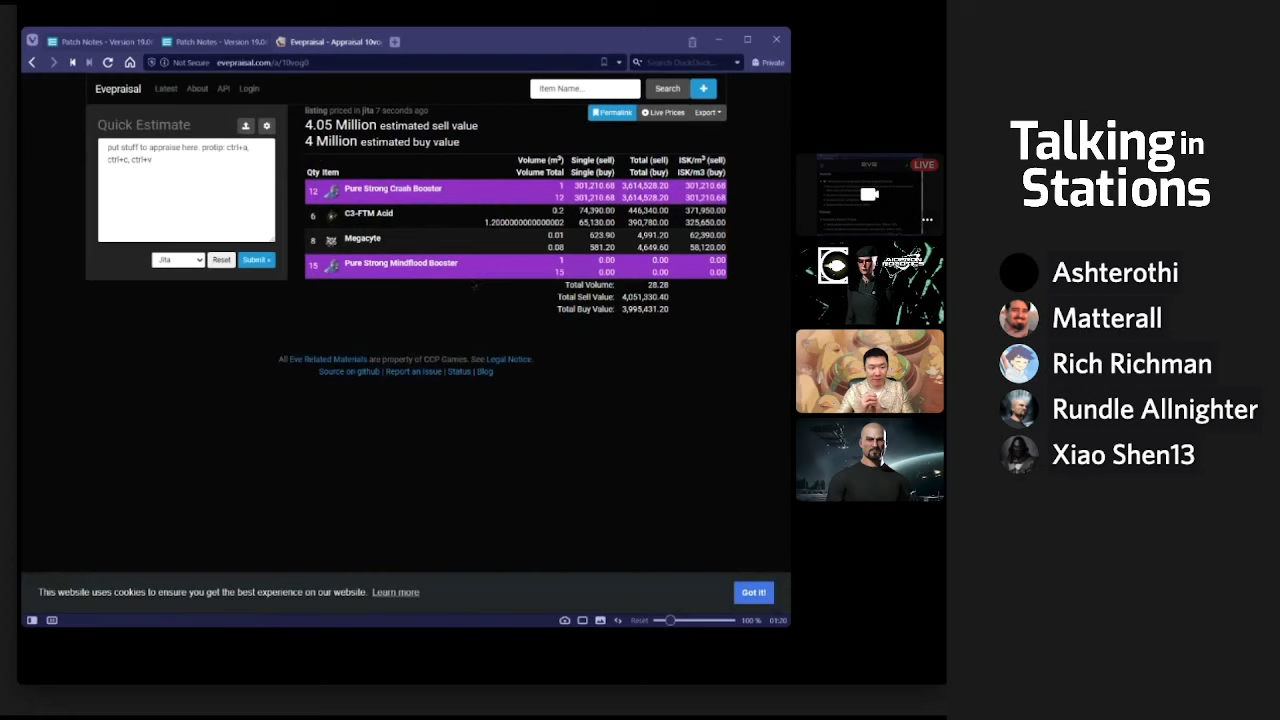 Patch Notes - Version 19.0
Patch Notes - Version 19.0
Evepraisal - Appraisal 10vo
Not Secure evepraisal.com/a/10vog0
Search DuckDuck...
Private
Evepraisal Latest About API Login
Item Name...
Search
Quick Estimate
put stuff to appraise here. protip: ctrl+a,
ctrl+c, ctrl+v
Jita
Reset
Submit »
listing priced in jita 7 seconds ago
Permalink Live Prices Export
4.05 Million estimated sell value
4 Million estimated buy value
Volume (m³) Single (sell) Total (sell) ISK/m³ (sell)
Qty Item Volume Total Single (buy) Total (buy) ISK/m3 (buy)
12 Pure Strong Crash Booster 1 301,210.68 3,614,528.20 301,210.68
12 301,210.68 3,614,528.20 301,210.68
6 C3-FTM Acid 0.2 74,390.00 446,340.00 371,950.00
1.2000000000000002 65,130.00 390,780.00 325,650.00
8 Megacyte 0.01 623.90 4,991.20 62,390.00
0.08 581.20 4,649.60 58,120.00
15 Pure Strong Mindflood Booster 1 0.00 0.00 0.00
15 0.00 0.00 0.00
Total Volume: 28.28
Total Sell Value: 4,051,330.40
Total Buy Value: 3,995,431.20
All Eve Related Materials are property of CCP Games. See Legal Notice.
Source on github | Report an Issue | Status | Blog
This website uses cookies to ensure you get the best experience on our website. Learn more
Got it!
Reset
100 %
01:20
LIVE
Talking in
Stations
Ashterothi
Matterall
Rich Richman
Rundle Allnighter
Xiao Shen13